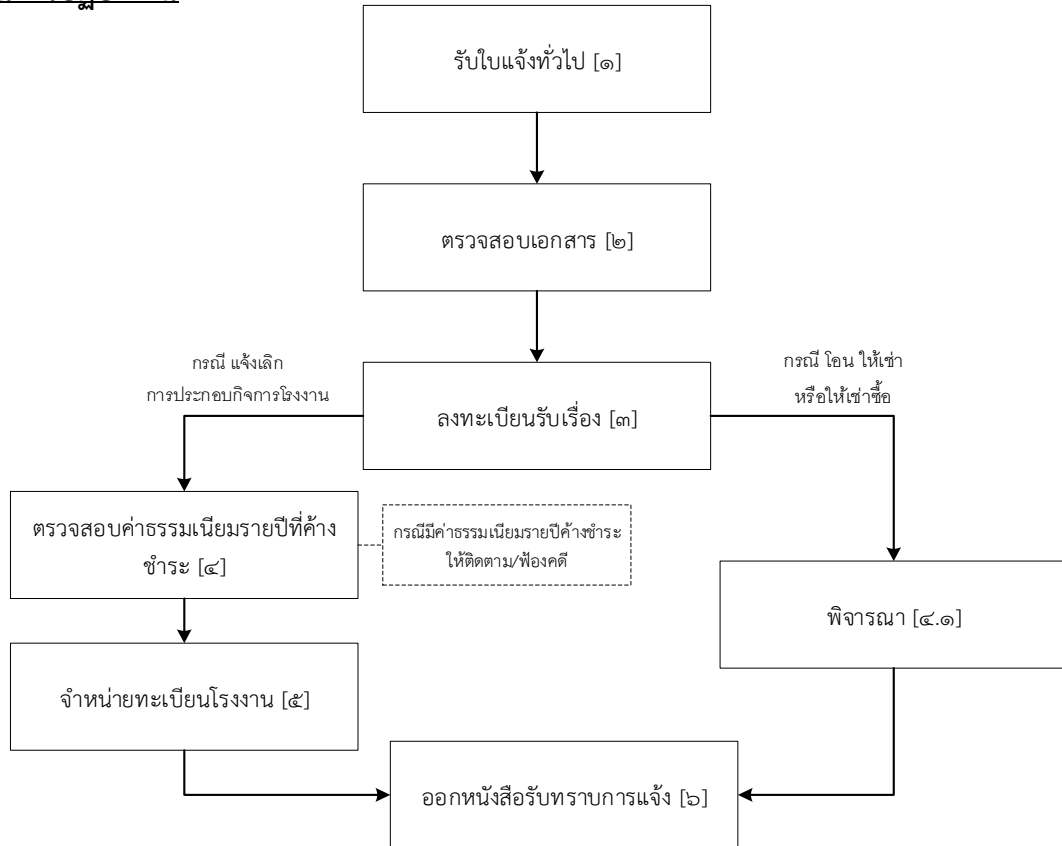 รับใบแจ้งทั่วไป [๑]
ตรวจสอบเอกสาร [๒]
กรณี แจ้งเลิก
การประกอบกิจการโรงงาน
กรณี โอน ให้เช่า
หรือให้เช่าซื้อ
ลงทะเบียนรับเรื่อง [๓]
ตรวจสอบค่าธรรมเนียมรายปีที่ค้าง
ชำระ [๔]
กรณีมีค่าธรรมเนียมรายปีค้างชำระ
ให้ติดตาม/ฟ้องคดี
พิจารณา [๔.๑]
จำหน่ายทะเบียนโรงงาน [๕]
ออกหนังสือรับทราบการแจ้ง [๖]